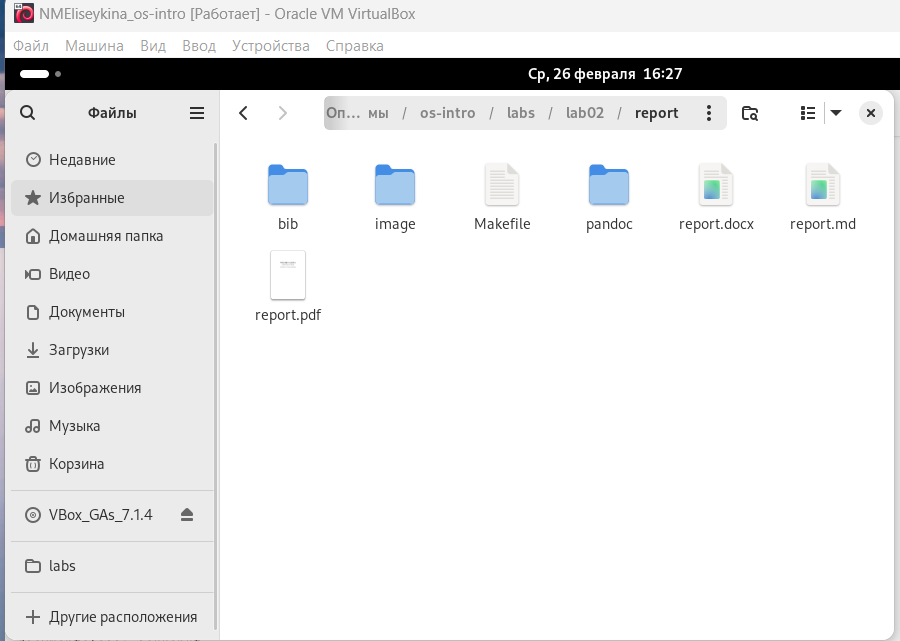 NMEliseykina_os-intro [Работает] - Oracle VM VirtualBox
Файл Машина Вид Ввод Устройства Справка
Ср, 26 февраля 16:27
Файлы
Оп… мы / os-intro / labs / lab02 / report
Недавние
Избранные
Домашняя папка
Видео
Документы
Загрузки
Изображения
Музыка
Корзина
VBox_GAs_7.1.4
labs
Другие расположения
bib
image
Makefile
pandoc
report.docx
report.md
report.pdf